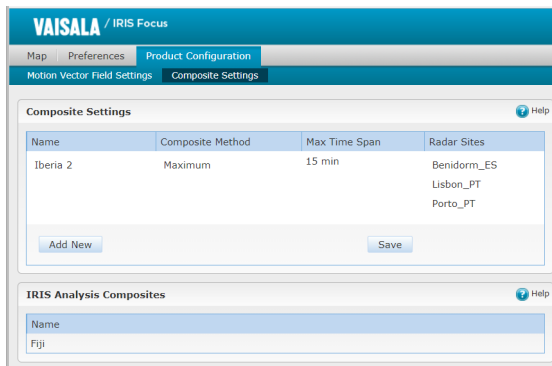 VAISALA / IRIS Focus
Map Preferences Product Configuration
Motion Vector Field Settings Composite Settings
Composite Settings ? Help
Name Composite Method Max Time Span Radar Sites
Iberia 2 Maximum 15 min Benidorm_ES
Lisbon_PT
Porto_PT
Add New Save
IRIS Analysis Composites ? Help
Name
Fiji